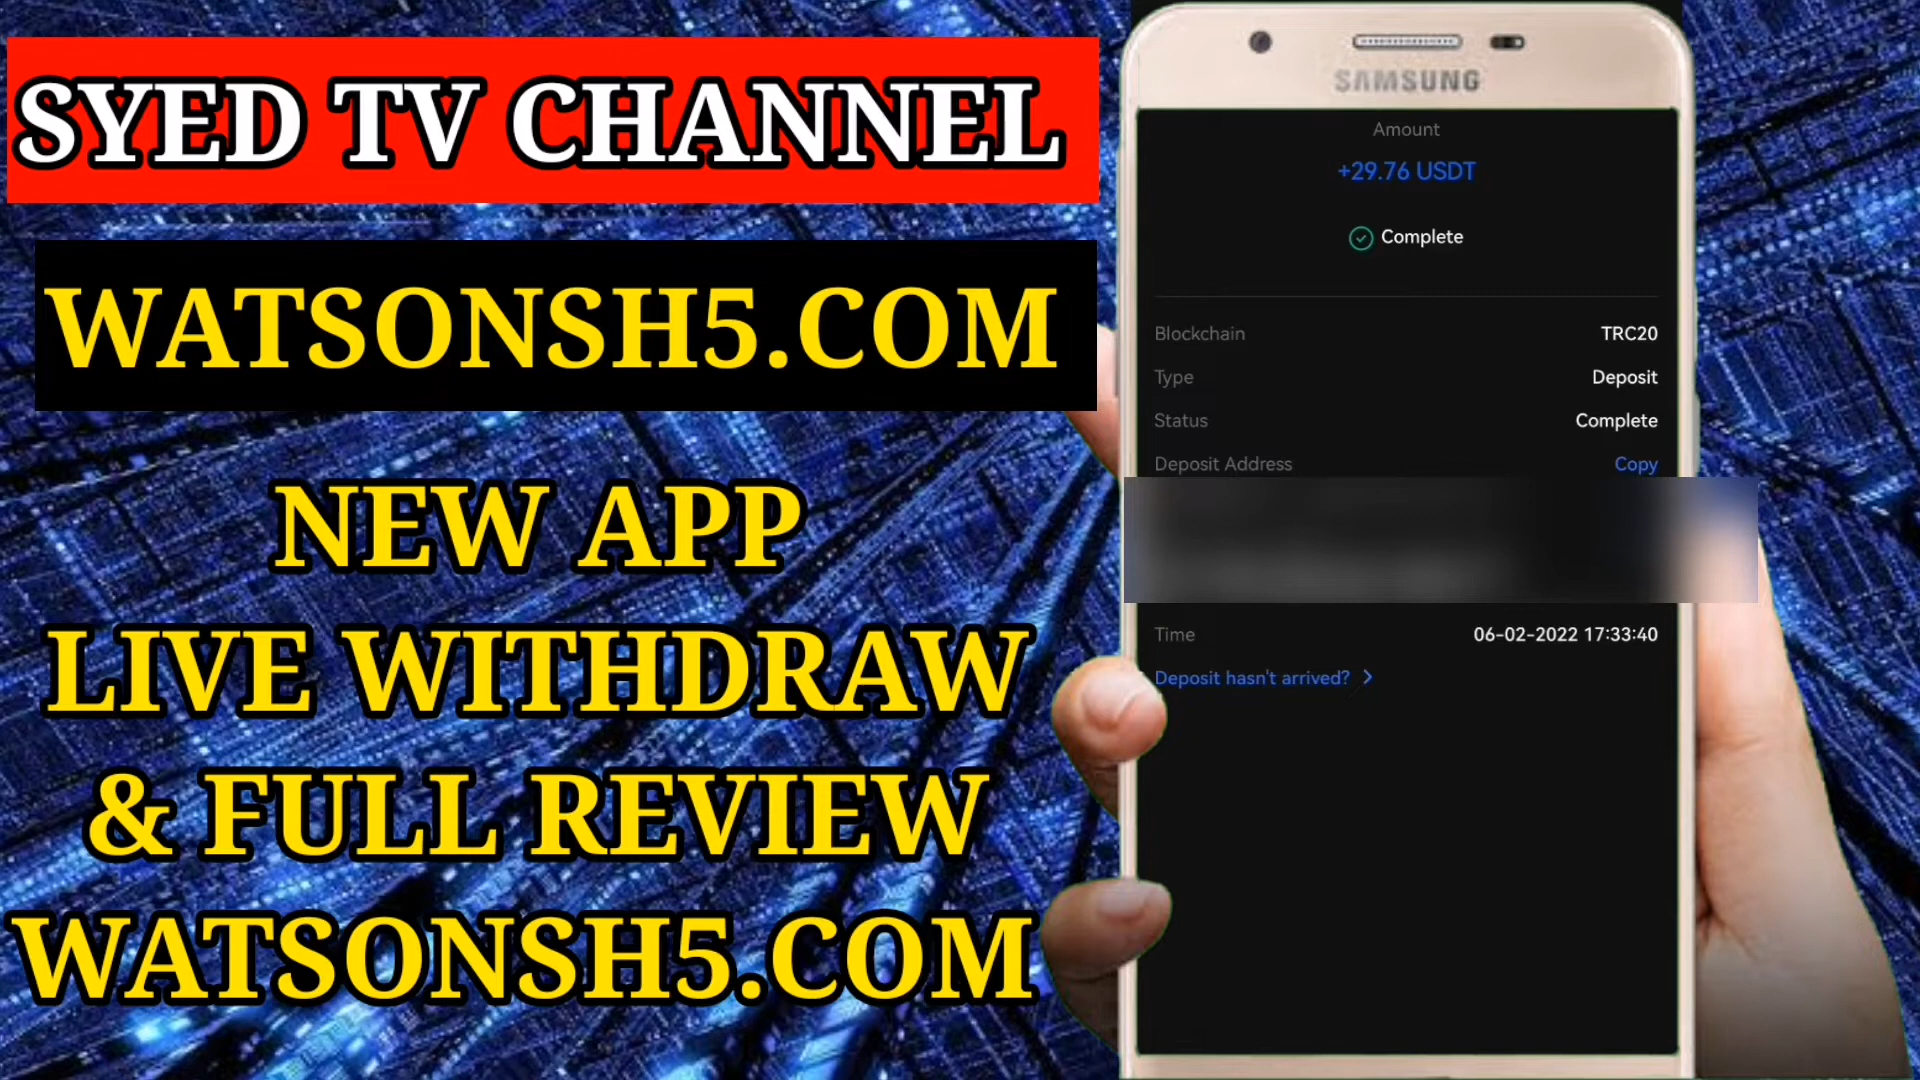 SYED TV CHANNEL
WATSONSH5.COM
NEW APP
LIVE WITHDRAW
& FULL REVIEW
WATSONSH5.COM
SAMSUNG
Amount
+29.76 USDT
Complete
Blockchain TRC20
Type Deposit
Status Complete
Deposit Address Copy
Time 06-02-2022 17:33:40
Deposit hasn't arrived? >